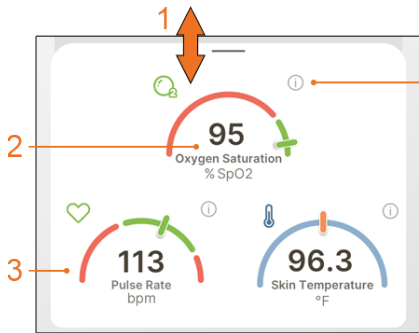 1
2
95
Oxygen Saturation
% SpO2
3
113
Pulse Rate
bpm
96.3
Skin Temperature
°F